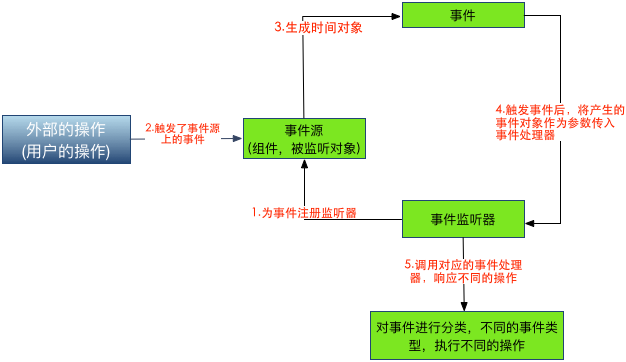 3.生成时间对象
事件
外部的操作
(用户的操作)
2.触发了事件源
上的事件
事件源
(组件，被监听对象)
4.触发事件后，将产生的
事件对象作为参数传入
事件处理器
1.为事件注册监听器
事件监听器
5.调用对应的事件处理
器，响应不同的操作
对事件进行分类，不同的事件类
型，执行不同的操作